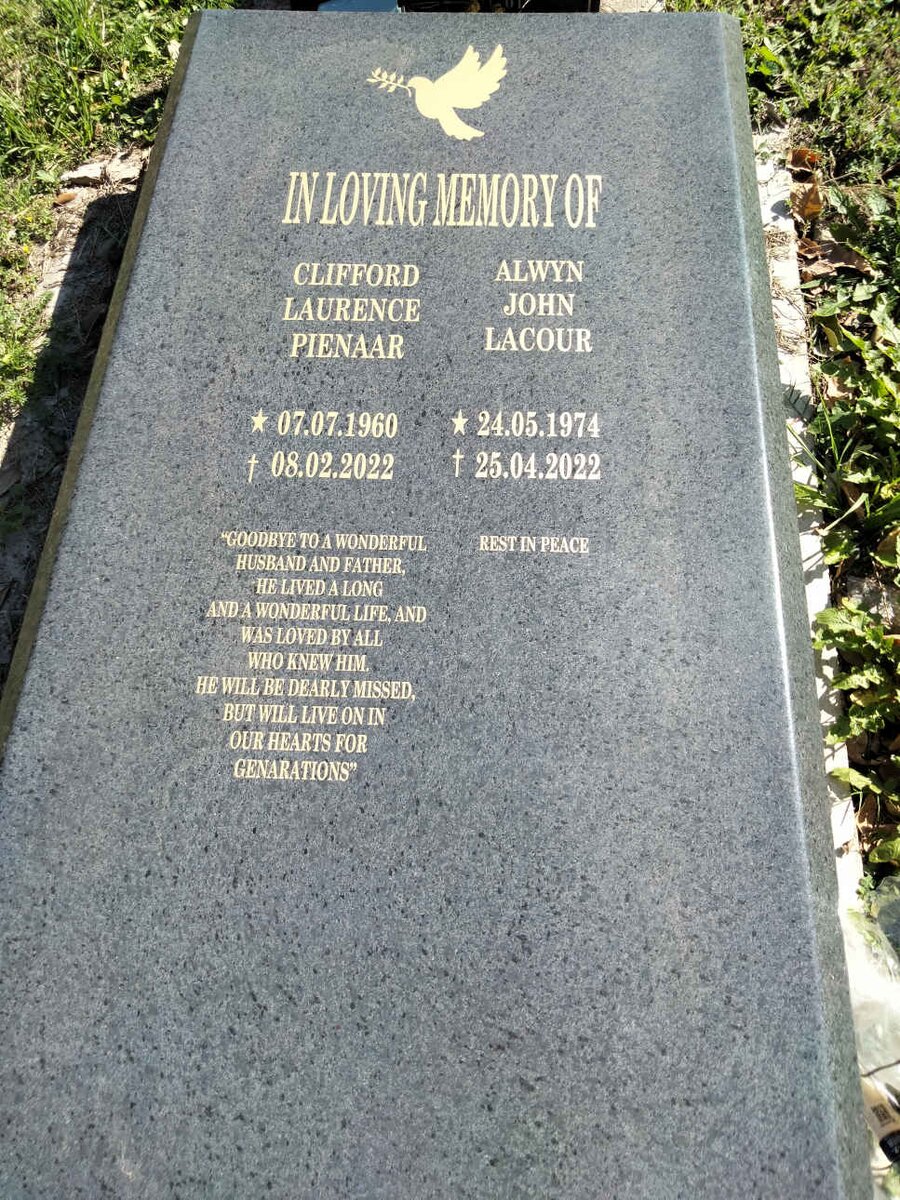 IN LOVING MEMORY OF
CLIFFORD
LAURENCE
PIENAAR
★ 07.07.1960
† 08.02.2022
"GOODBYE TO A WONDERFUL
HUSBAND AND FATHER,
HE LIVED A LONG
AND A WONDERFUL LIFE, AND
WAS LOVED BY ALL
WHO KNEW HIM.
HE WILL BE DEARLY MISSED,
BUT WILL LIVE ON IN
OUR HEARTS FOR
GENARATIONS"
ALWYN
JOHN
LACOUR
★ 24.05.1974
† 25.04.2022
REST IN PEACE